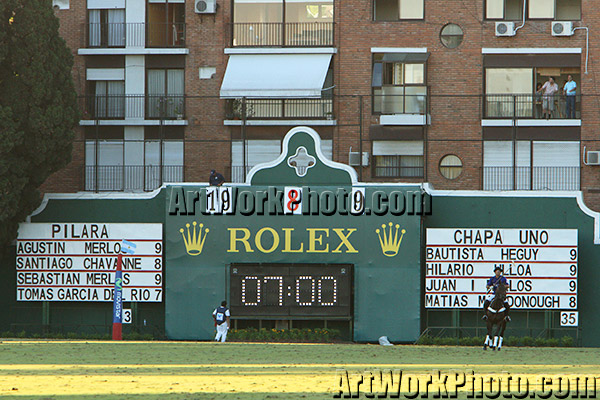 19 8 9
ArtWorkPhoto.com
ROLEX
07:00
PILARA
AGUSTIN MERLOS 9
SANTIAGO CHAVANNE 8
SEBASTIAN MERLOS 9
TOMAS GARCIA DEL RIO 7
33
CHAPA UNO
BAUTISTA HEGUY 9
HILARIO ULLOA 9
JUAN I 9
MATIAS DONOUGH 8
35
ArtWorkPhoto.com